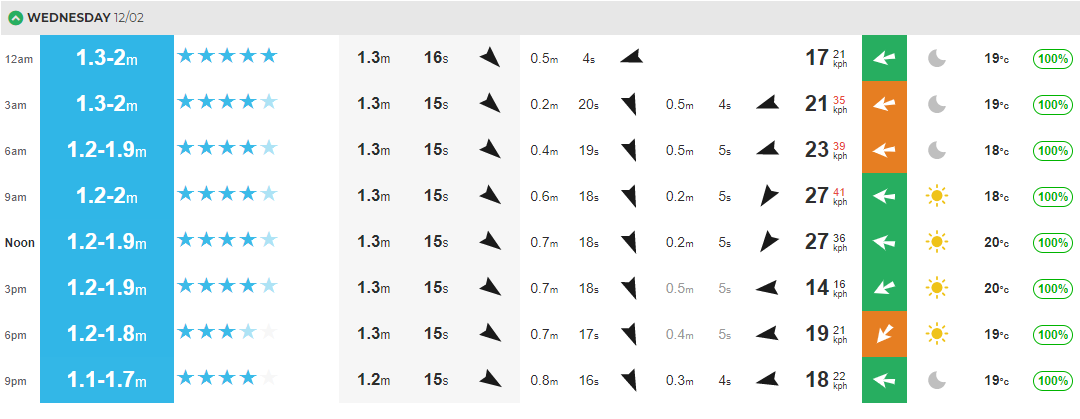 WEDNESDAY 12/02
12am 1.3-2m 1.3m 16s 0.5m 4s 17 21 kph 19°c 100%
3am 1.3-2m 1.3m 15s 0.2m 20s 0.5m 4s 21 35 kph 19°c 100%
6am 1.2-1.9m 1.3m 15s 0.4m 19s 0.5m 5s 23 39 kph 18°c 100%
9am 1.2-2m 1.3m 15s 0.6m 18s 0.2m 5s 27 41 kph 18°c 100%
Noon 1.2-1.9m 1.3m 15s 0.7m 18s 0.2m 5s 27 36 kph 20°c 100%
3pm 1.2-1.9m 1.3m 15s 0.7m 18s 0.5m 5s 14 16 kph 20°c 100%
6pm 1.2-1.8m 1.3m 15s 0.7m 17s 0.4m 5s 19 21 kph 19°c 100%
9pm 1.1-1.7m 1.2m 15s 0.8m 16s 0.3m 4s 18 22 kph 19°c 100%